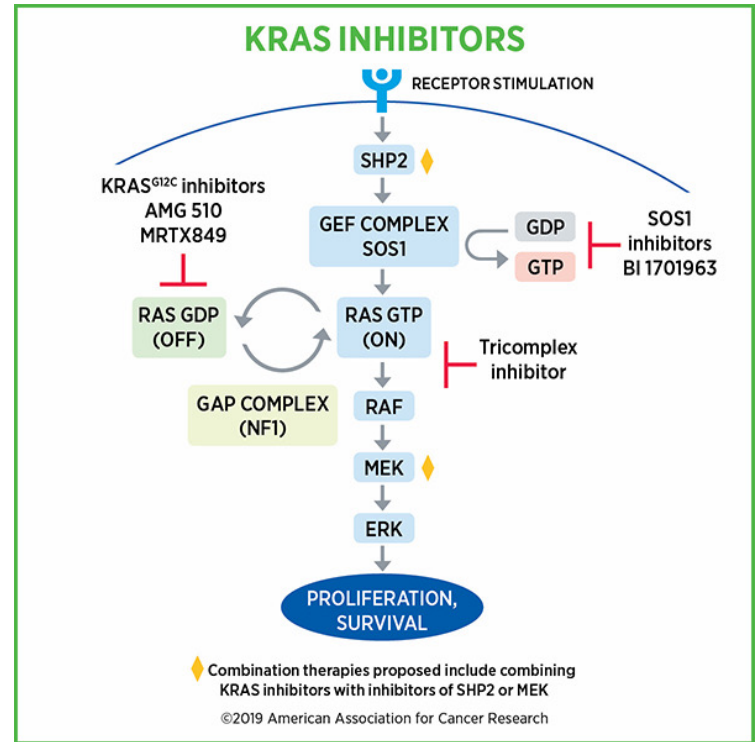 KRAS INHIBITORS
RECEPTOR STIMULATION
SHP2
KRASG12C inhibitors
AMG 510
MRTX849
GEF COMPLEX
SOS1
GDP
GTP
SOS1
inhibitors
BI 1701963
RAS GDP
(OFF)
RAS GTP
(ON)
Tricomplex
inhibitor
GAP COMPLEX
(NF1)
RAF
MEK
ERK
PROLIFERATION,
SURVIVAL
Combination therapies proposed include combining
KRAS inhibitors with inhibitors of SHP2 or MEK
©2019 American Association for Cancer Research